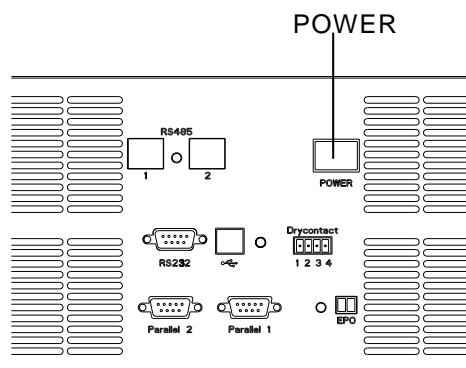 POWER
RS485
1 2
POWER
RS232
Drycontact
1 2 3 4
Parallel 2 Parallel 1
EPO